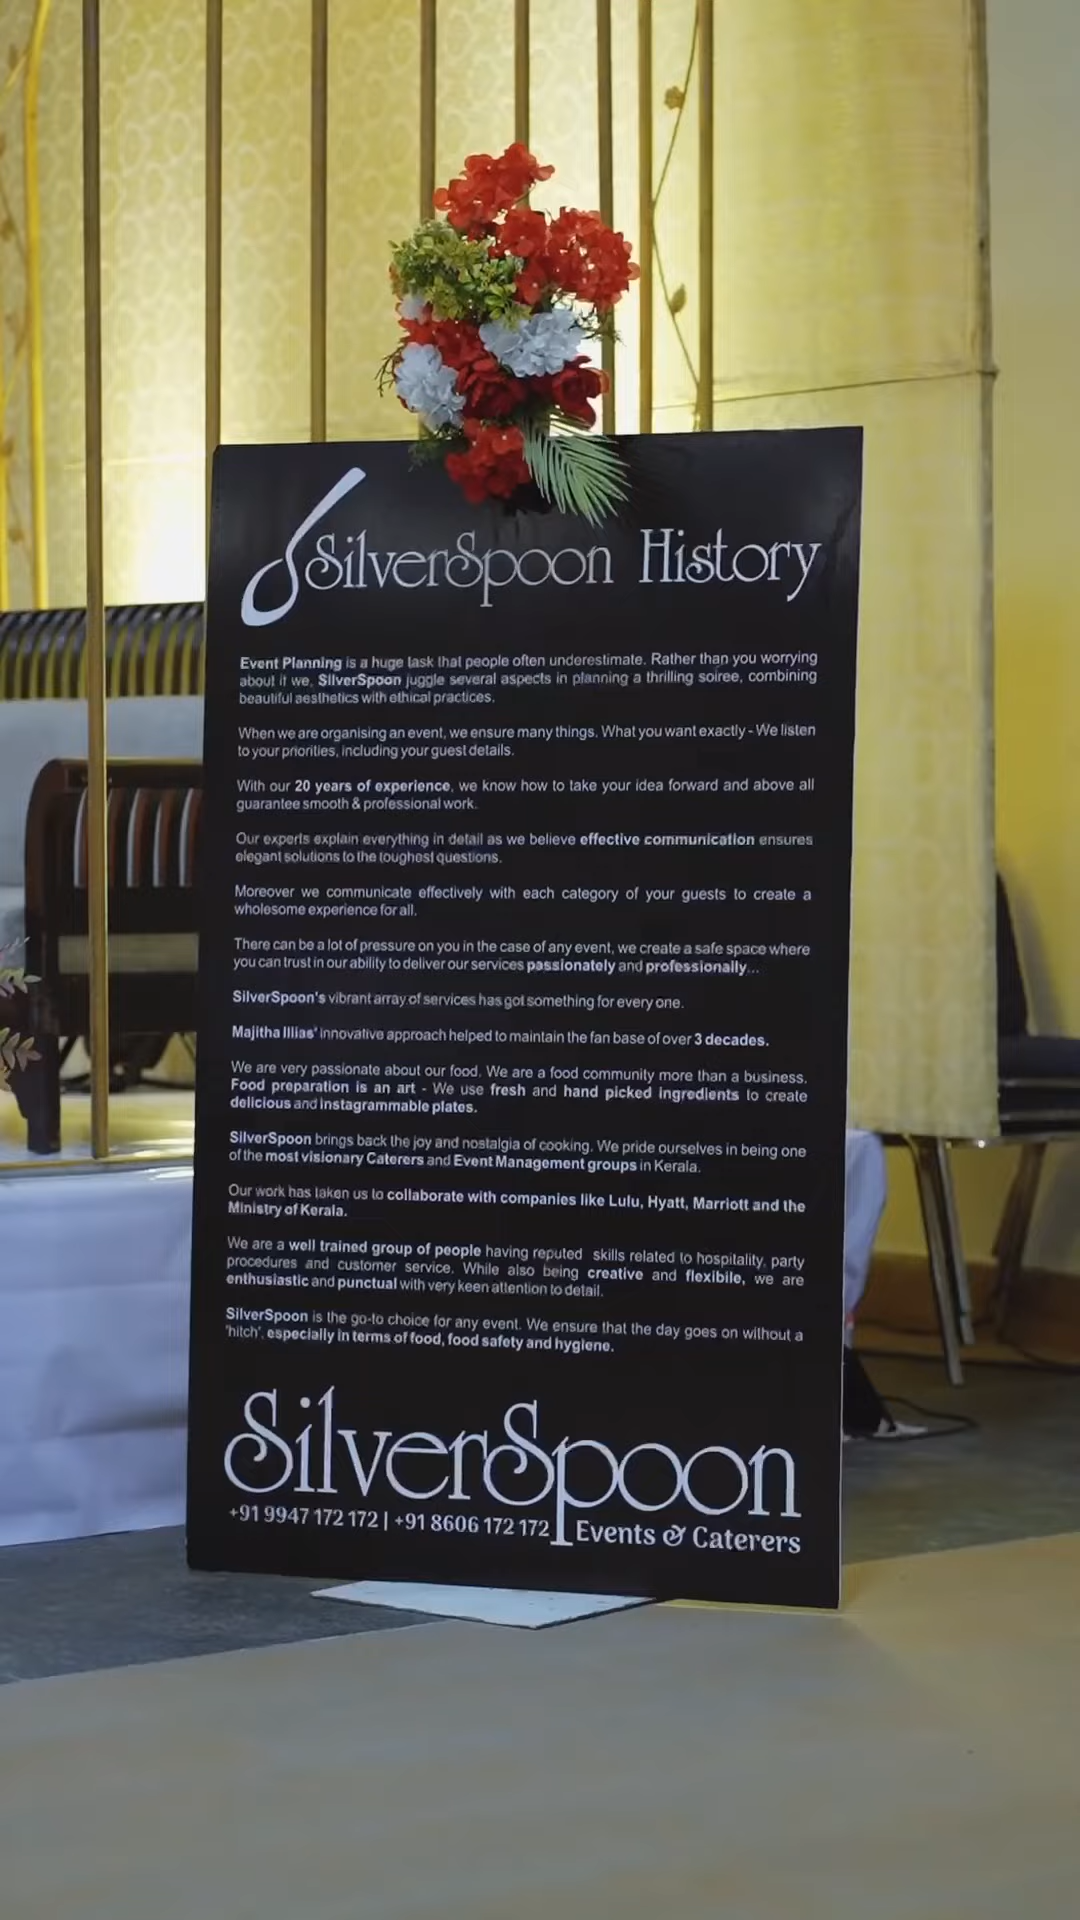 SilverSpoon History
Event Planning is a huge task that people often underestimate. Rather than you worrying
about it we, SilverSpoon juggle several aspects in planning a thrilling soiree, combining
beautiful aesthetics with ethical practices.
When we are organising an event, we ensure many things. What you want exactly - We listen
to your priorities, including your guest details.
With our 20 years of experience, we know how to take your idea forward and above all
guarantee smooth & professional work.
Our experts explain everything in detail as we believe effective communication ensures
elegant solutions to the toughest questions.
Moreover we communicate effectively with each category of your guests to create a
wholesome experience for all.
There can be a lot of pressure on you in the case of any event, we create a safe space where
you can trust in our ability to deliver our services passionately and professionally...
SilverSpoon's vibrant array of services has got something for every one.
Majitha Illias' innovative approach helped to maintain the fan base of over 3 decades.
We are very passionate about our food. We are a food community more than a business.
Food preparation is an art - We use fresh and hand picked ingredients to create
delicious and instagrammable plates.
SilverSpoon brings back the joy and nostalgia of cooking. We pride ourselves in being one
of the most visionary Caterers and Event Management groups in Kerala.
Our work has taken us to collaborate with companies like Lulu, Hyatt, Marriott and the
Ministry of Kerala.
We are a well trained group of people having reputed skills related to hospitality, party
procedures and customer service. While also being creative and flexibile, we are
enthusiastic and punctual with very keen attention to detail.
SilverSpoon is the go-to choice for any event. We ensure that the day goes on without a
'hitch', especially in terms of food, food safety and hygiene.
SilverSpoon
+91 9947 172 172 | +91 8606 172 172 Events & Caterers